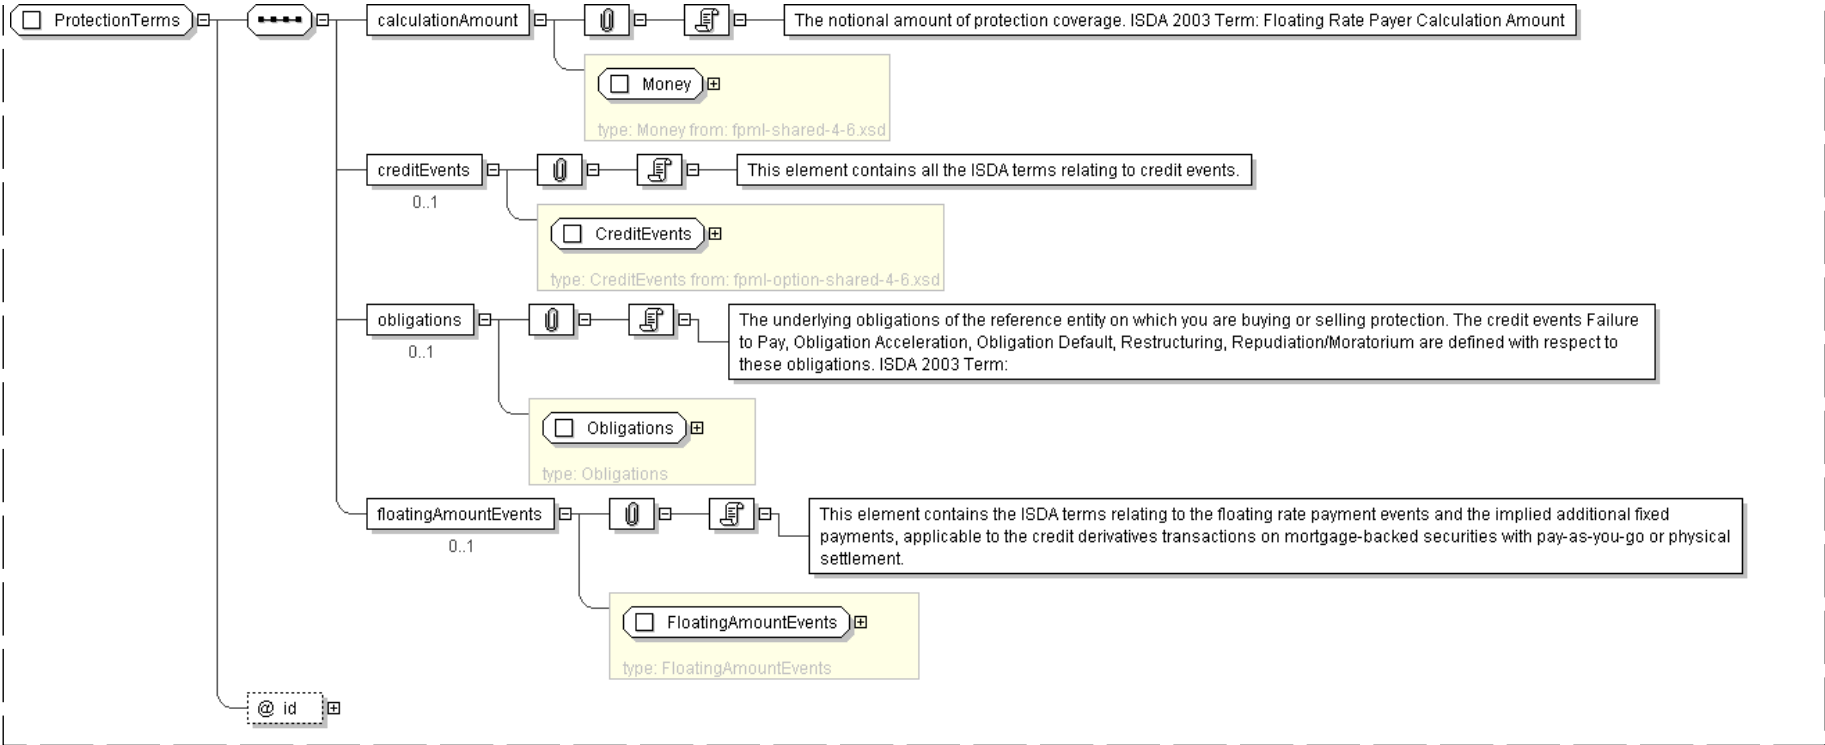 ProtectionTerms
calculationAmount
The notional amount of protection coverage. ISDA 2003 Term: Floating Rate Payer Calculation Amount
Money
type: Money from: fpml-shared-4-6.xsd
creditEvents
This element contains all the ISDA terms relating to credit events.
0..1
CreditEvents
type: CreditEvents from: fpml-option-shared-4-6.xsd
obligations
0..1
The underlying obligations of the reference entity on which you are buying or selling protection. The credit events Failure
to Pay, Obligation Acceleration, Obligation Default, Restructuring, Repudiation/Moratorium are defined with respect to
these obligations. ISDA 2003 Term:
Obligations
type: Obligations
floatingAmountEvents
0..1
This element contains the ISDA terms relating to the floating rate payment events and the implied additional fixed
payments, applicable to the credit derivatives transactions on mortgage-backed securities with pay-as-you-go or physical
settlement.
FloatingAmountEvents
type: FloatingAmountEvents
@ id